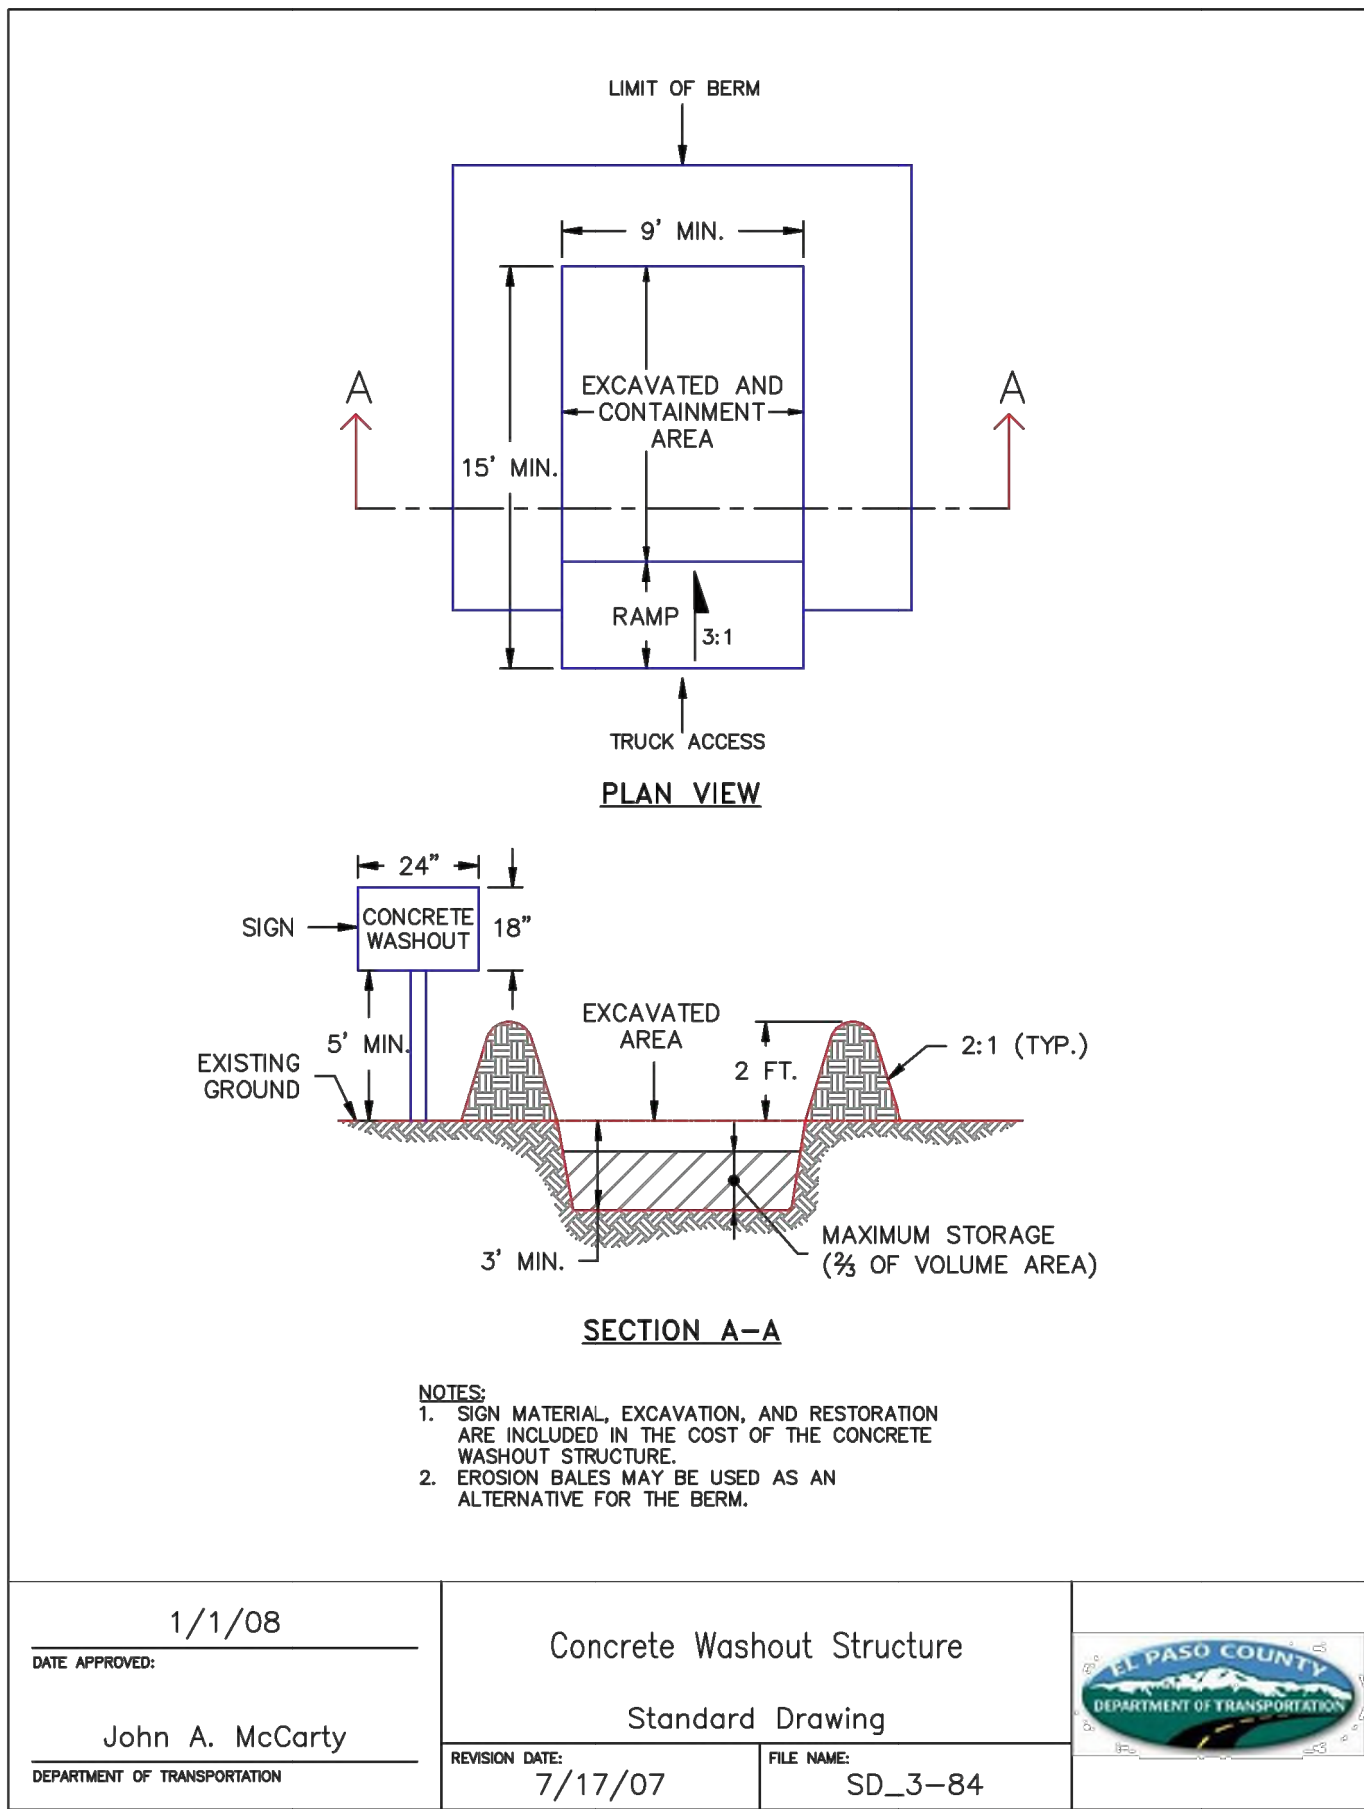 LIMIT OF BERM
9' MIN.
A
A
EXCAVATED AND
CONTAINMENT
AREA
15' MIN.
RAMP
3:1
TRUCK ACCESS
PLAN VIEW
24"
SIGN
CONCRETE
WASHOUT
18"
EXCAVATED
AREA
5' MIN.
2:1 (TYP.)
EXISTING
GROUND
2 FT.
3' MIN.
MAXIMUM STORAGE
(⅔ OF VOLUME AREA)
SECTION A-A
NOTES:
1. SIGN MATERIAL, EXCAVATION, AND RESTORATION
ARE INCLUDED IN THE COST OF THE CONCRETE
WASHOUT STRUCTURE.
2. EROSION BALES MAY BE USED AS AN
ALTERNATIVE FOR THE BERM.
1/1/08
DATE APPROVED:
John A. McCarty
DEPARTMENT OF TRANSPORTATION
Concrete Washout Structure
Standard Drawing
REVISION DATE:
7/17/07
FILE NAME:
SD_3-84
EL PASO COUNTY
DEPARTMENT OF TRANSPORTATION